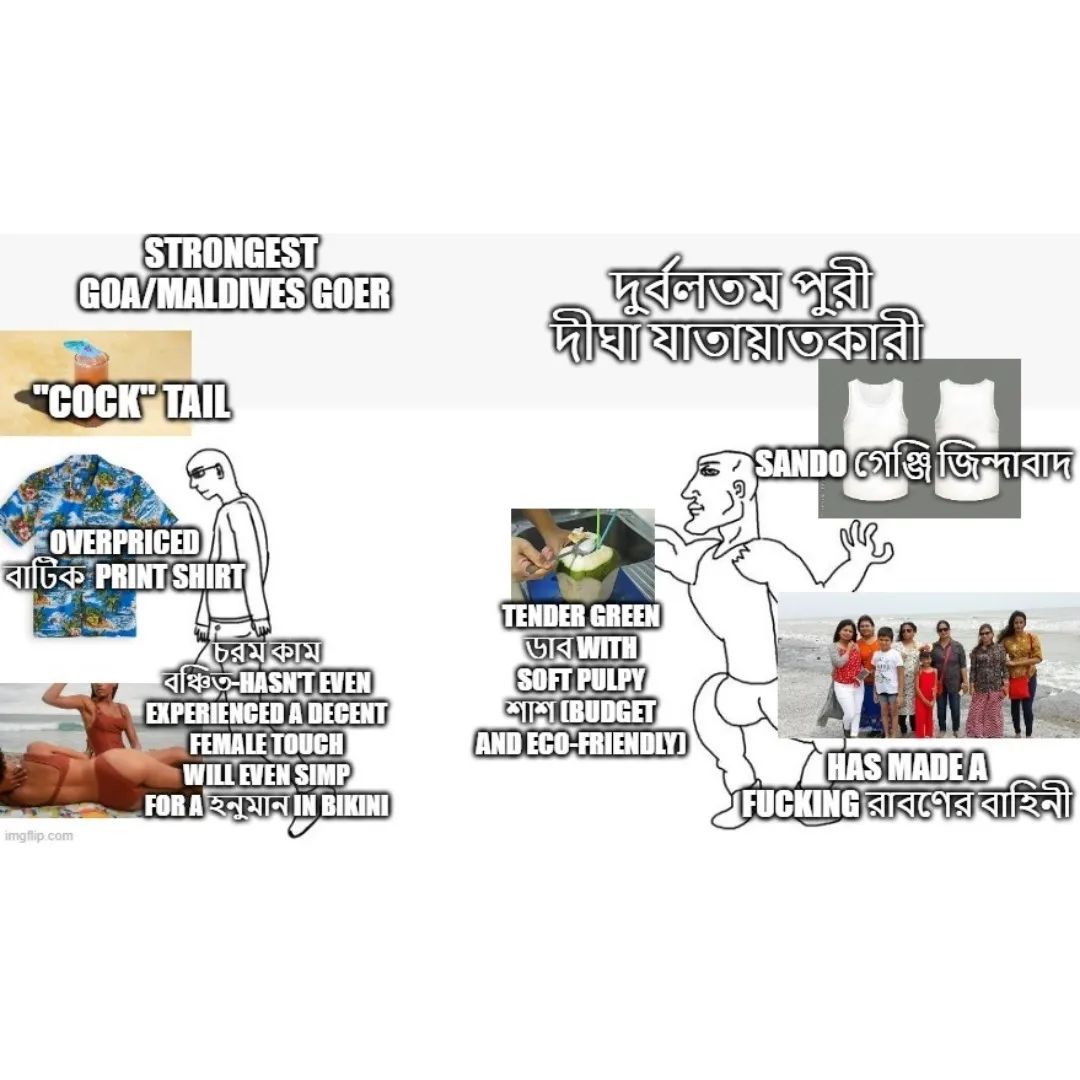 STRONGEST
GOA/MALDIVES GOER
"COCK" TAIL
OVERPRICED
বাটিক PRINT SHIRT
চরম কাম
বঞ্চিত-HASN'T EVEN
EXPERIENCED A DECENT
FEMALE TOUCH
WILL EVEN SIMP
FOR A হনুমান IN BIKINI
দুর্বলতম পুরী
দীঘা যাতায়াতকারী
SANDO গেঞ্জি জিন্দাবাদ
TENDER GREEN
ডাব WITH
SOFT PULPY
শাশ (BUDGET
AND ECO-FRIENDLY)
HAS MADE A
FUCKING রাবণের বাহিনী
imgflip.com